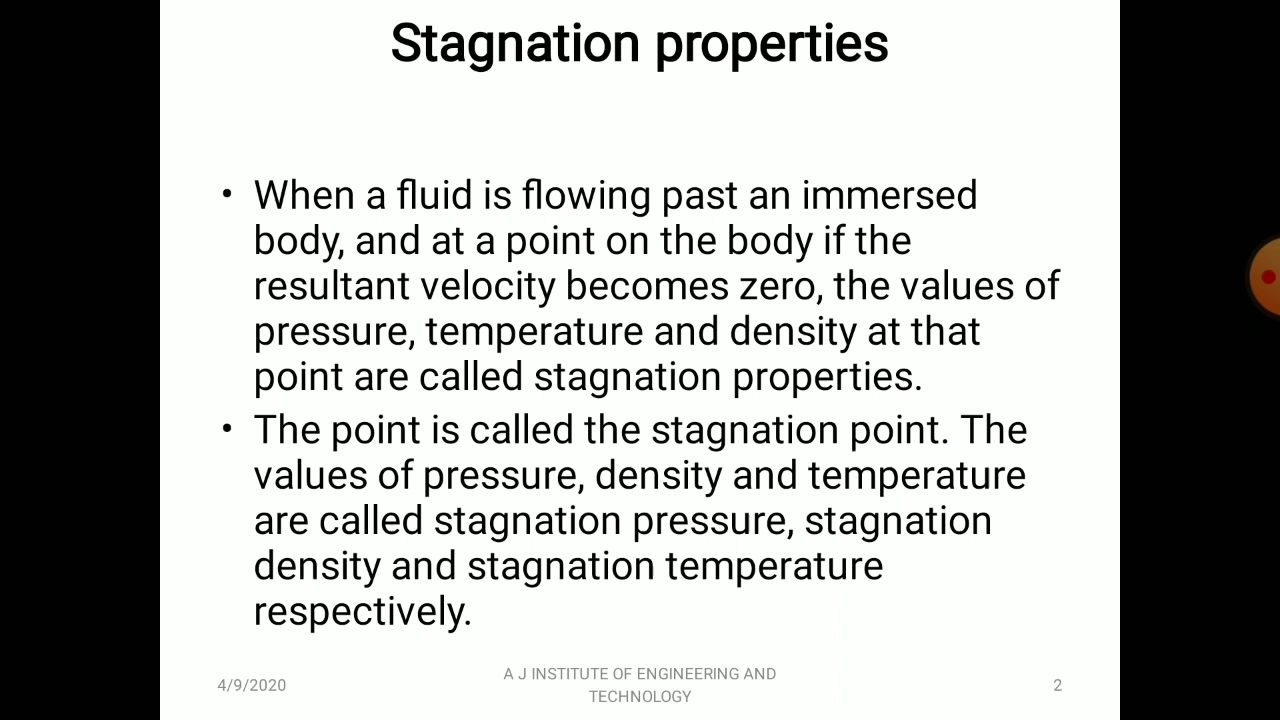 Stagnation properties
• When a fluid is flowing past an immersed
body, and at a point on the body if the
resultant velocity becomes zero, the values of
pressure, temperature and density at that
point are called stagnation properties.
• The point is called the stagnation point. The
values of pressure, density and temperature
are called stagnation pressure, stagnation
density and stagnation temperature
respectively.
4/9/2020
A J INSTITUTE OF ENGINEERING AND
TECHNOLOGY
2